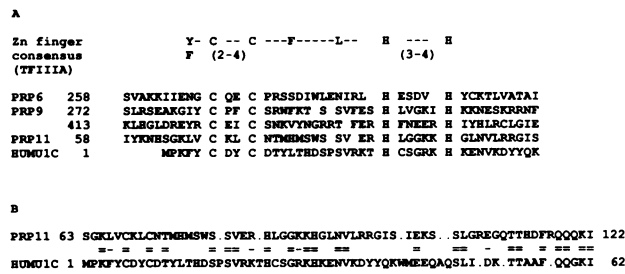 A
Zn finger Y- C -- C ---F-----L-- H --- H
consensus F (2-4) (3-4)
(TFIIIA)
PRP6 258 SVAKKIIENG C QE C PRSSDIWLENIRL H ESDV H YCKTLVATAI
PRP9 272 SLRSEAKGIY C PF C SRWFKT S SVFES H LVGKI H KKNESKRRNF
413 KLHGLDREYR C EI C SNKVYNGRRT FER H FNEER H IYHLRCLGIE
PRP11 58 IYKNHSGKLV C KL C NTMHMSWS SV ER H LGGKK H GLNVLRRGIS
HUMU1C 1 MPKFY C DY C DTYLTHDSPSVRKT H CSGRK H KENVKDYYQK
B
PRP11 63 SGKLVCKLCNTMHMSWS.SVER.HLGGKKHGLNVLRRGIS.IEKS..SLGREGQTTHDFRQQQKI 122
HUMU1C 1 MPKFYCDYCDTYLTHDSPSVRKTHCSGRKHKENVKDYYQKWMEEQAQSLI.DK.TTAAF.QQGKI 62